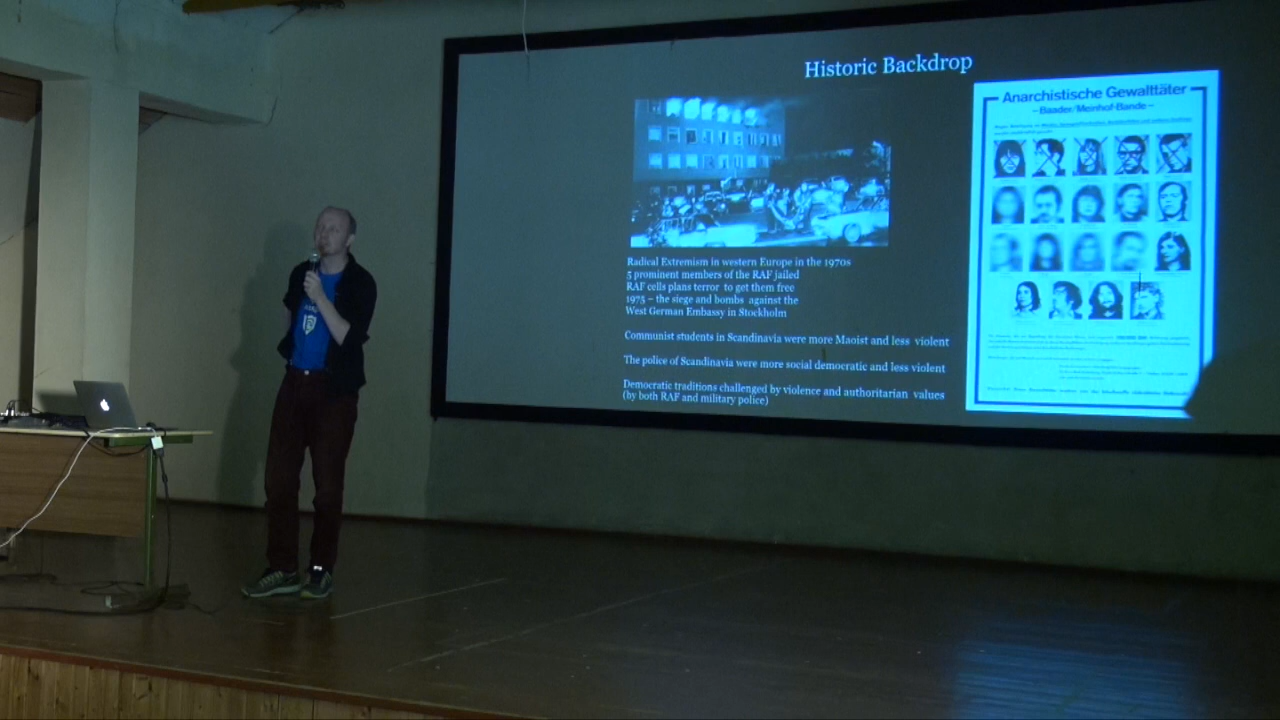 Historic Backdrop
Anarchistische Gewalttäter
– Baader/Meinhof-Bande –
Radical Extremism in western Europe in the 1970s
5 prominent members of the RAF jailed
RAF cells plans terror to get them free
1975 – the siege and bombs against the
West German Embassy in Stockholm
Communist students in Scandinavia were more Maoist and less violent
The police of Scandinavia were more social democratic and less violent
Democratic traditions challenged by violence and authoritarian values
(by both RAF and military police)